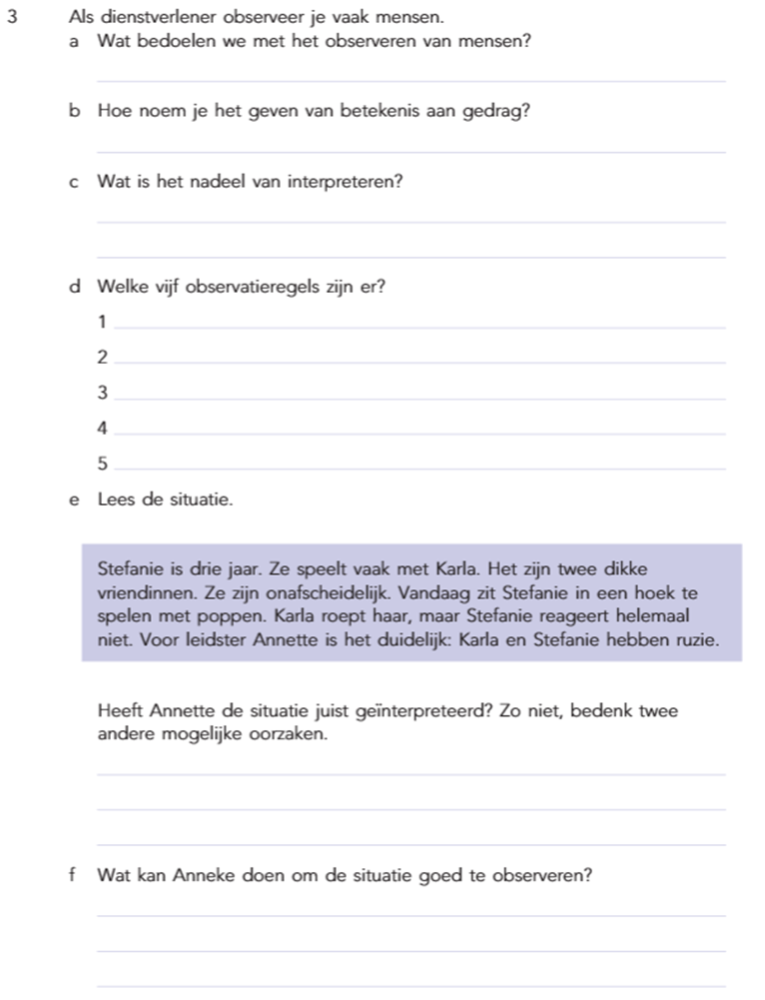 3 Als dienstverlener observeer je vaak mensen.
a Wat bedoelen we met het observeren van mensen?
b Hoe noem je het geven van betekenis aan gedrag?
c Wat is het nadeel van interpreteren?
d Welke vijf observatieregels zijn er?
1
2
3
4
5
e Lees de situatie.
Stefanie is drie jaar. Ze speelt vaak met Karla. Het zijn twee dikke
vriendinnen. Ze zijn onafscheidelijk. Vandaag zit Stefanie in een hoek te
spelen met poppen. Karla roept haar, maar Stefanie reageert helemaal
niet. Voor leidster Annette is het duidelijk: Karla en Stefanie hebben ruzie.
Heeft Annette de situatie juist geïnterpreteerd? Zo niet, bedenk twee
andere mogelijke oorzaken.
f Wat kan Anneke doen om de situatie goed te observeren?